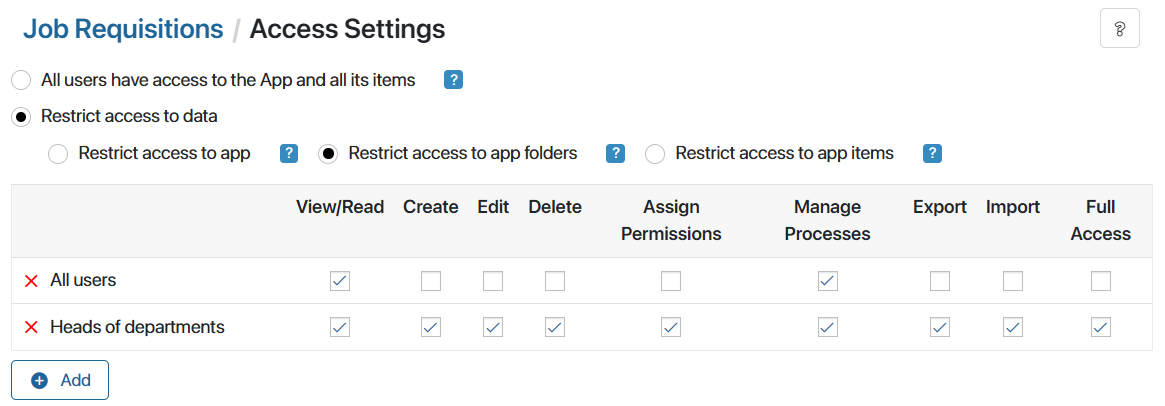 Job Requisitions / Access Settings
?
All users have access to the App and all its items ?
Restrict access to data
Restrict access to app ? Restrict access to app folders ? Restrict access to app items ?
View/Read Create Edit Delete Assign Permissions Manage Processes Export Import Full Access
All users
Heads of departments
Add